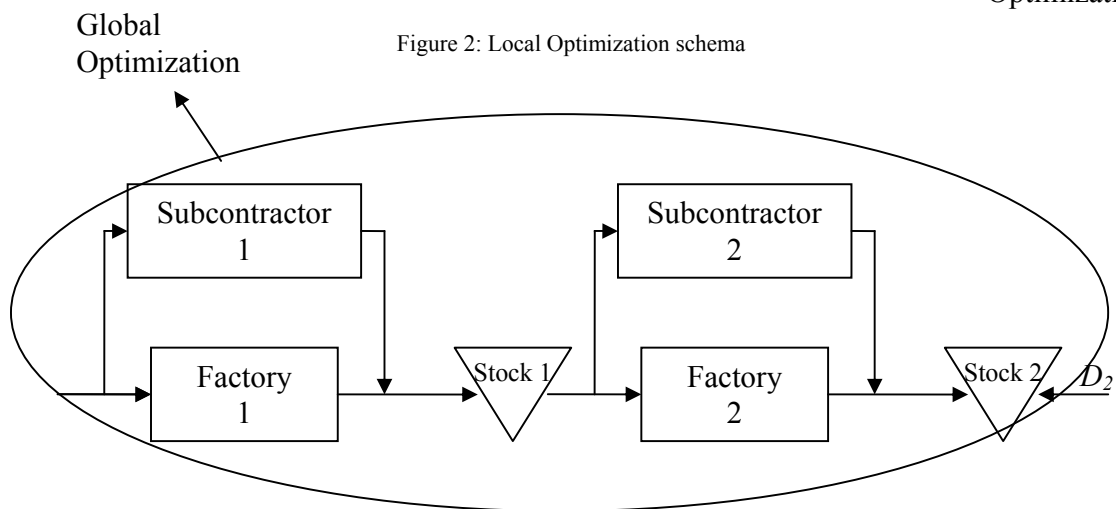 Optimizati
Global
Optimization
Figure 2: Local Optimization schema
Subcontractor
1
Subcontractor
2
Factory
1
Stock 1
Factory
2
Stock 2
D2